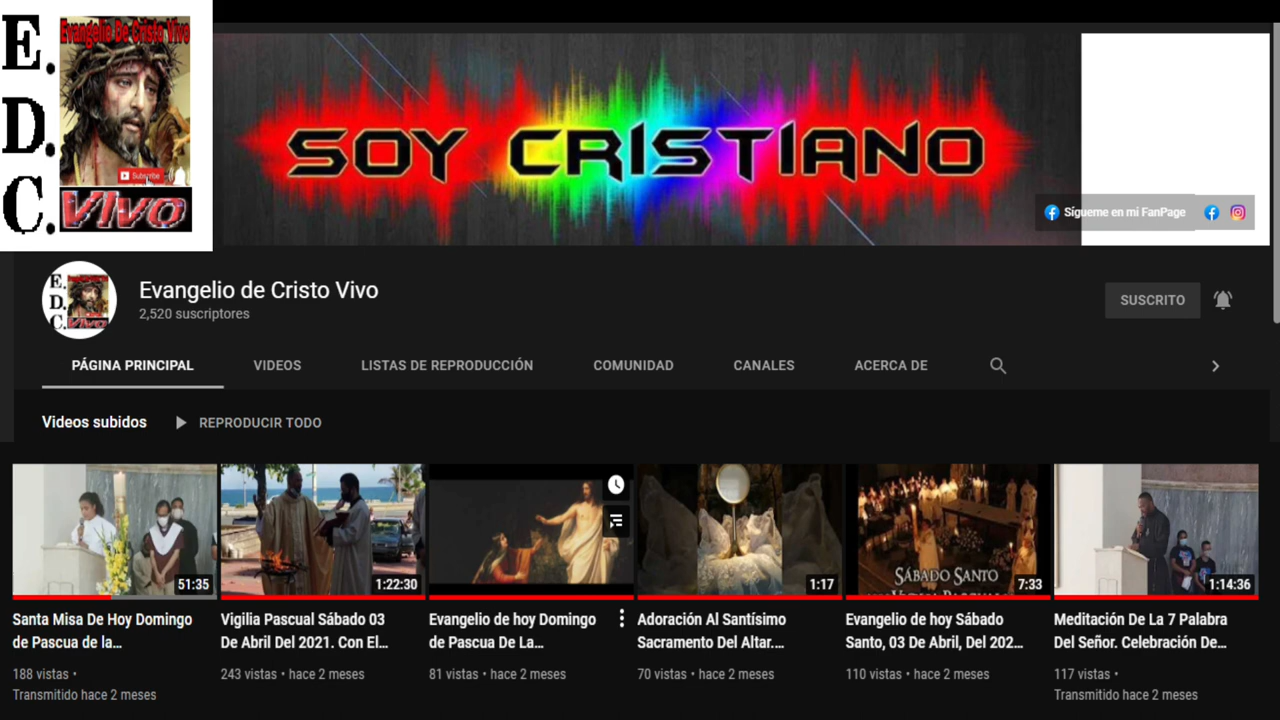 E.
D.
C.
Evangelio De Cristo Vivo
Subscribe
Vivo
SOY CRISTIANO
Sígueme en mi FanPage
E.
D.
C.
Vivo
Evangelio de Cristo Vivo
2,520 suscriptores
SUSCRITO
PÁGINA PRINCIPAL
VIDEOS
LISTAS DE REPRODUCCIÓN
COMUNIDAD
CANALES
ACERCA DE
Videos subidos
REPRODUCIR TODO
51:35
1:22:30
1:17
SÁBADO SANTO
7:33
1:14:36
Santa Misa De Hoy Domingo
de Pascua de la...
188 vistas •
Transmitido hace 2 meses
Vigilia Pascual Sábado 03
De Abril Del 2021. Con El...
243 vistas • hace 2 meses
Evangelio de hoy Domingo
de Pascua De La...
81 vistas • hace 2 meses
Adoración Al Santísimo
Sacramento Del Altar....
70 vistas • hace 2 meses
Evangelio de hoy Sábado
Santo, 03 De Abril, Del 202...
110 vistas • hace 2 meses
Meditación De La 7 Palabra
Del Señor. Celebración De...
117 vistas •
Transmitido hace 2 meses